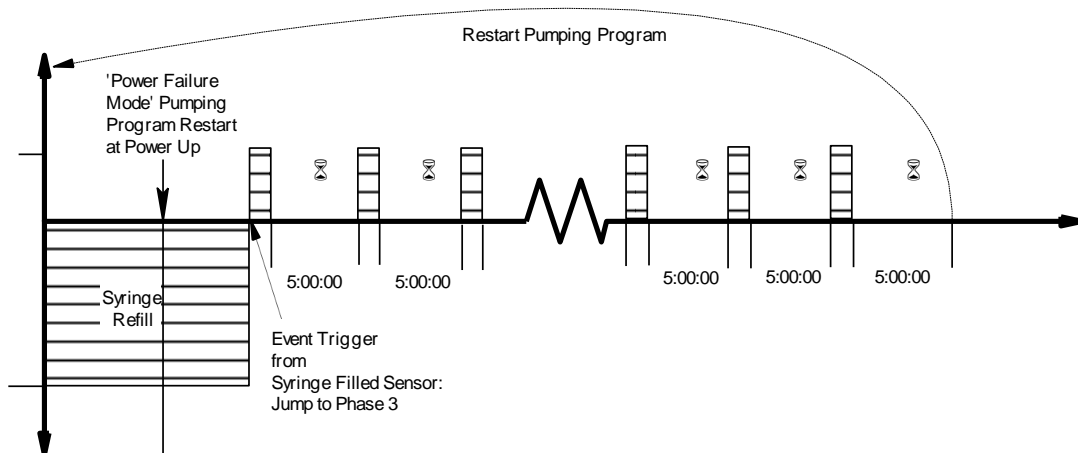 Restart Pumping Program
'Power Failure
Mode' Pumping
Program Restart
at Power Up
5:00:00
5:00:00
5:00:00
5:00:00
5:00:00
Syringe
Refill
Event Trigger
from
Syringe Filled Sensor:
Jump to Phase 3